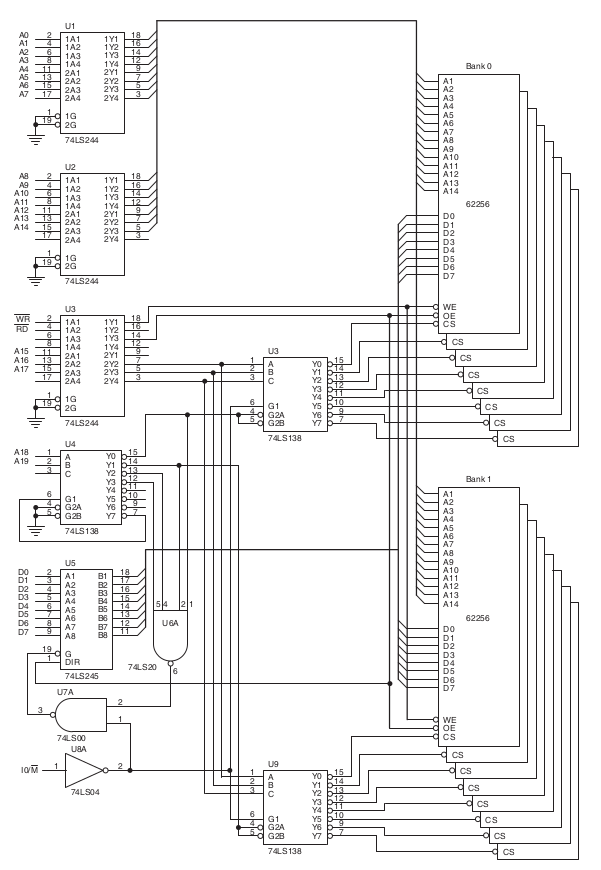 U1
A0 2 1A1 1Y1 18
A1 4 1A2 1Y2 16
A2 6 1A3 1Y3 14
A3 8 1A4 1Y4 12
A4 11 2A1 2Y1 9
A5 13 2A2 2Y2 7
A6 15 2A3 2Y3 5
A7 17 2A4 2Y4 3
1 1G
19 2G
74LS244
U2
A8 2 1A1 1Y1 18
A9 4 1A2 1Y2 16
A10 6 1A3 1Y3 14
A11 8 1A4 1Y4 12
A12 11 2A1 2Y1 9
A13 13 2A2 2Y2 7
A14 15 2A3 2Y3 5
17 2A4 2Y4 3
1 1G
19 2G
74LS244
U3
WR 2 1A1 1Y1 18
RD 4 1A2 1Y2 16
6 1A3 1Y3 14
8 1A4 1Y4 12
A15 11 2A1 2Y1 9
A16 13 2A2 2Y2 7
A17 15 2A3 2Y3 5
17 2A4 2Y4 3
1 1G
19 2G
74LS244
U4
A18 1 A Y0 15
A19 2 B Y1 14
3 C Y2 13
Y3 12
Y4 11
6 G1 Y5 10
4 G2A Y6 9
5 G2B Y7 7
74LS138
U5
D0 2 A1 B1 18
D1 3 A2 B2 17
D2 4 A3 B3 16
D3 5 A4 B4 15
D4 6 A5 B5 14
D5 7 A6 B6 13
D6 8 A7 B7 12
D7 9 A8 B8 11
19 G
1 DIR
74LS245
5 4 2 1
U6A
74LS20
6
U7A
3 2
1
74LS00
U8A
IO/M 1 2
74LS04
U3
1 A Y0 15
2 B Y1 14
3 C Y2 13
Y3 12
Y4 11
6 G1 Y5 10
4 G2A Y6 9
5 G2B Y7 7
74LS138
U9
1 A Y0 15
2 B Y1 14
3 C Y2 13
Y3 12
Y4 11
6 G1 Y5 10
4 G2A Y6 9
5 G2B Y7 7
74LS138
Bank 0
A1
A2
A3
A4
A5
A6
A7
A8
A9
A10
A11
A12
A13
A14
62256
D0
D1
D2
D3
D4
D5
D6
D7
WE
OE
CS
CS
CS
CS
CS
CS
CS
CS
Bank 1
A1
A2
A3
A4
A5
A6
A7
A8
A9
A10
A11
A12
A13
A14
62256
D0
D1
D2
D3
D4
D5
D6
D7
WE
OE
CS
CS
CS
CS
CS
CS
CS
CS